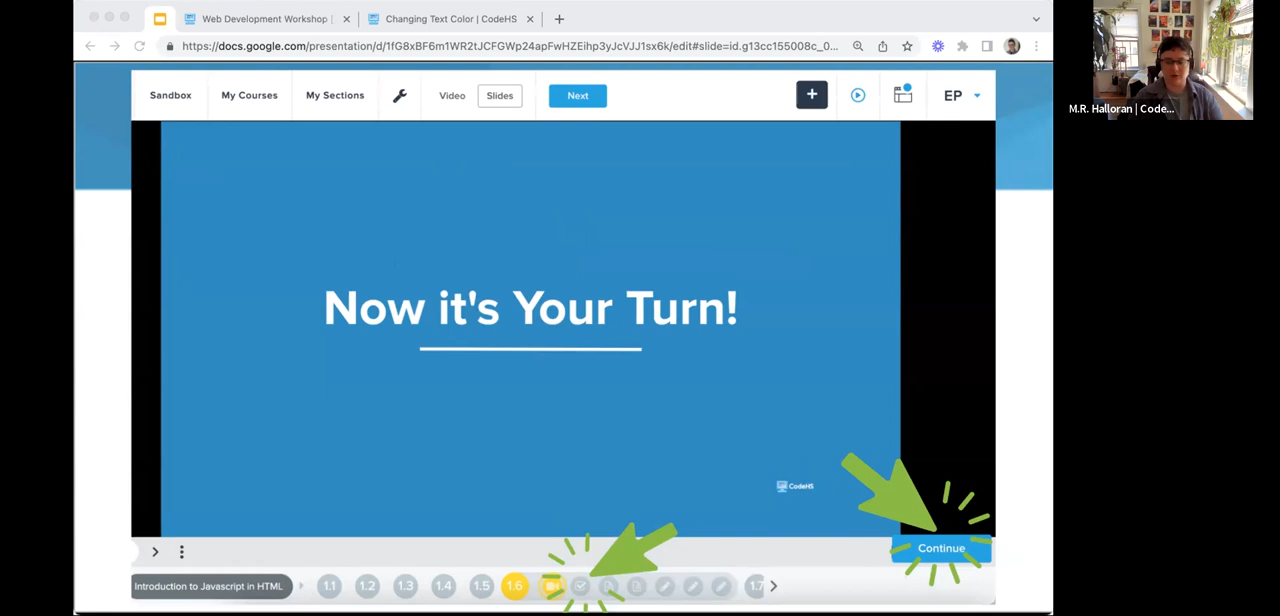 Web Development Workshop |
Changing Text Color | CodeHS
https://docs.google.com/presentation/d/1fG8xBF6m1WR2tJCFGWp24apFwHZEihp3yJcVJJ1sx6k/edit#slide=id.g13cc155008c_0...
M.R. Halloran | Code...
Sandbox My Courses My Sections Video Slides Next + EP
Now it's Your Turn!
CodeHS
Continue
Introduction to Javascript in HTML 1.1 1.2 1.3 1.4 1.5 1.6 1.7